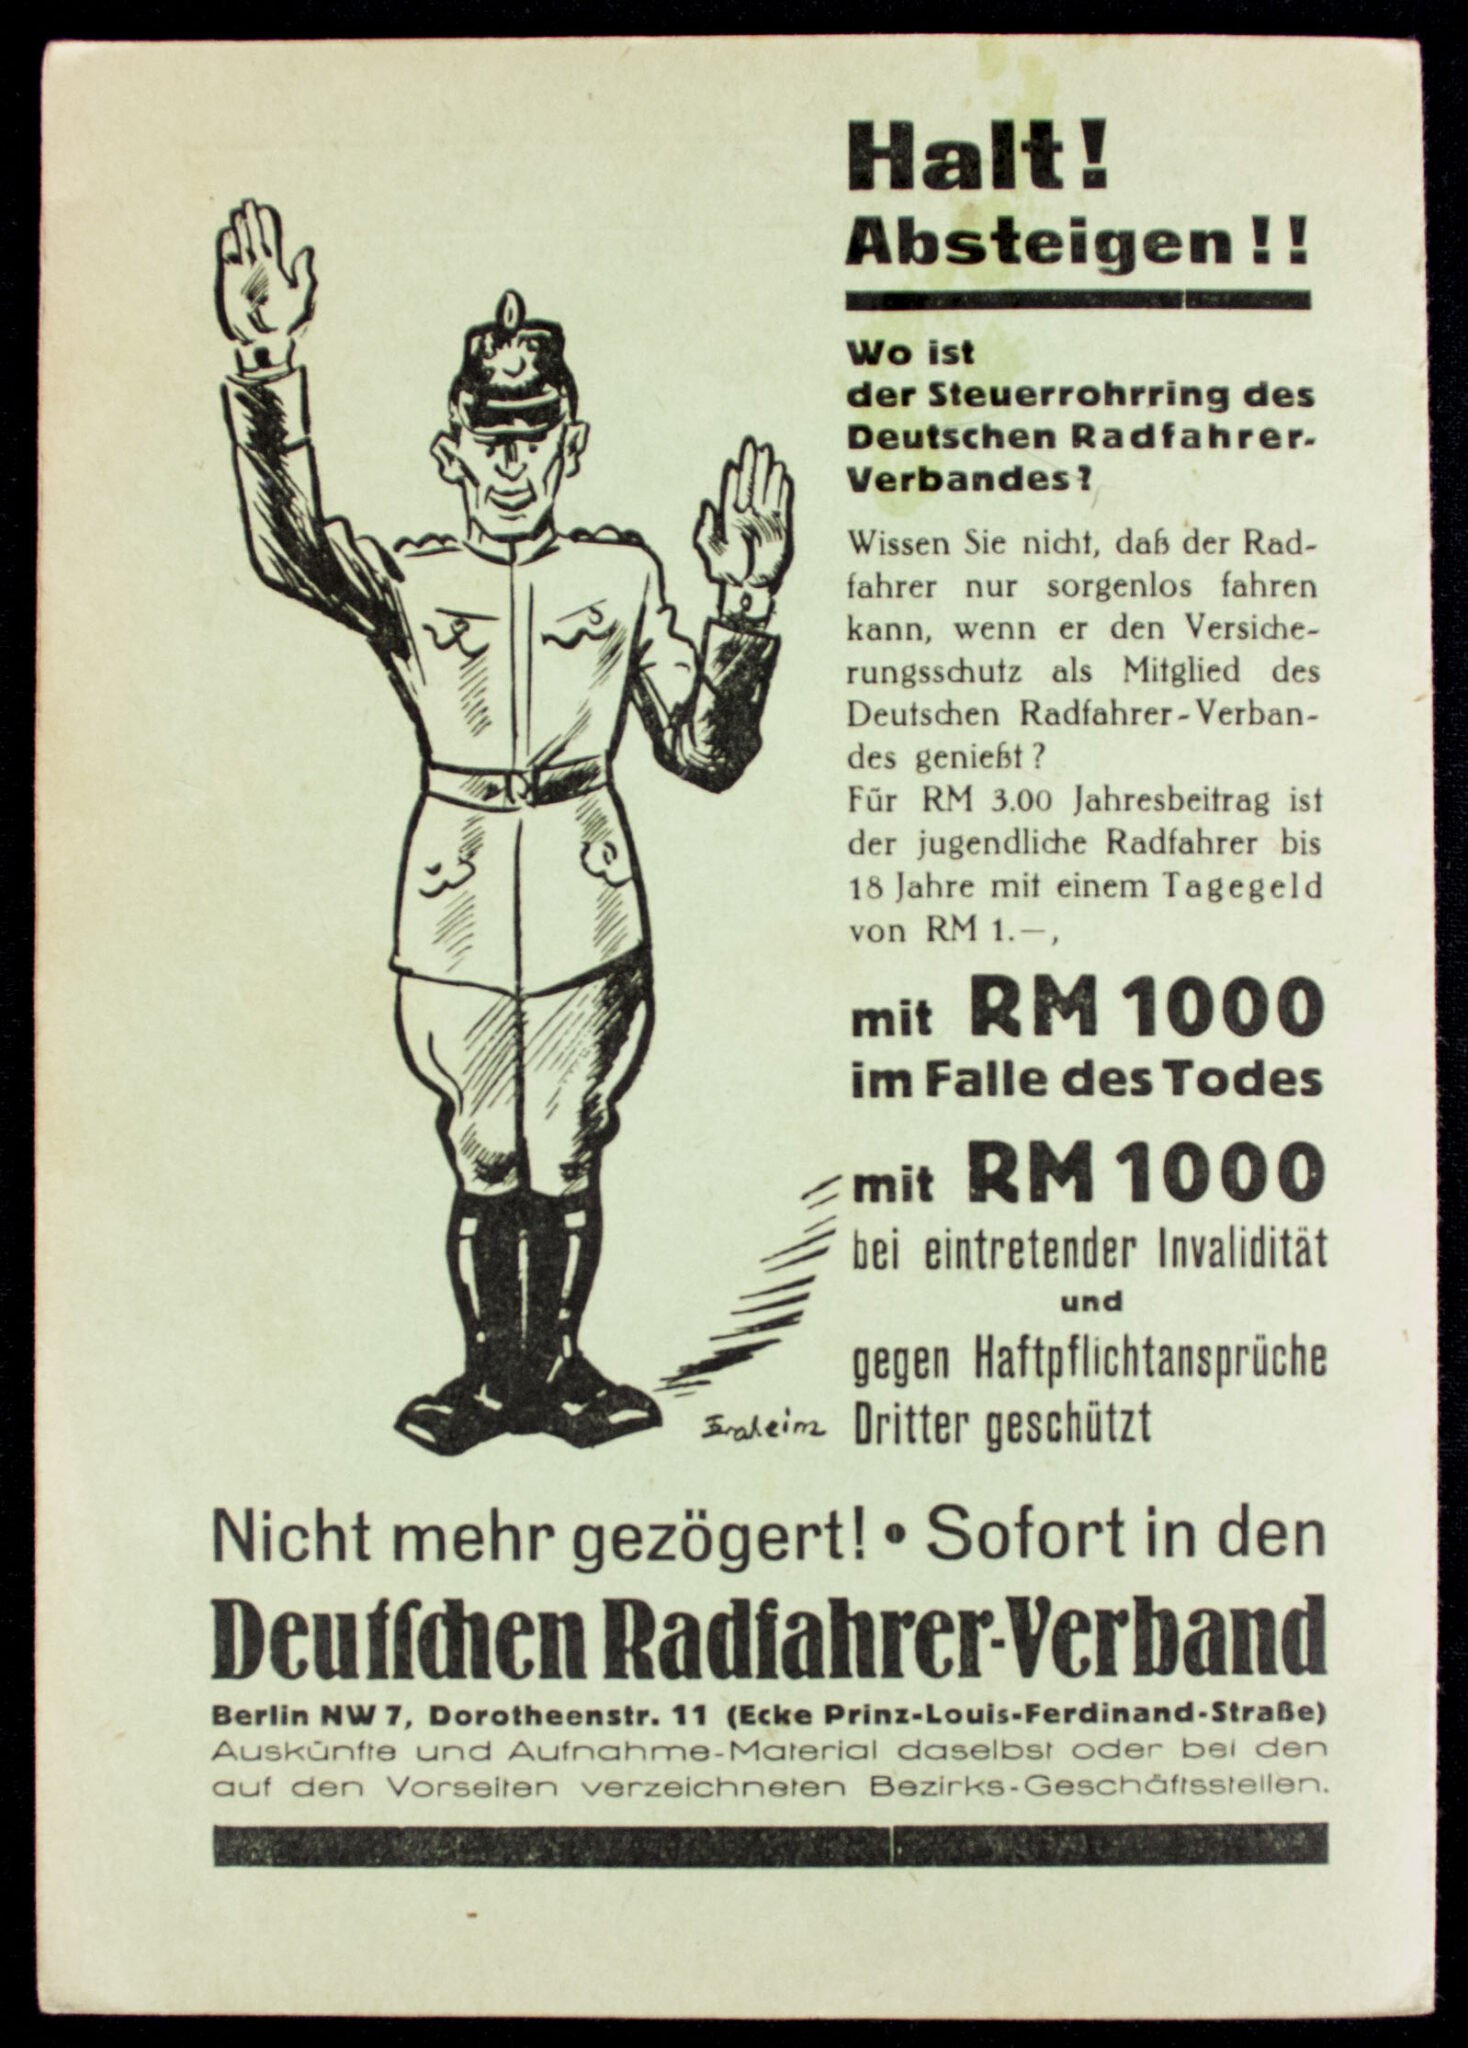 Halt!
Absteigen!!
Wo ist
der Steuerrohrring des
Deutschen Radfahrer-
Verbandes?
Wissen Sie nicht, daß der Rad-
fahrer nur sorgenlos fahren
kann, wenn er den Versiche-
rungsschutz als Mitglied des
Deutschen Radfahrer-Verban-
des genießt?
Für RM 3.00 Jahresbeitrag ist
der jugendliche Radfahrer bis
18 Jahre mit einem Tagegeld
von RM 1.—,
mit RM 1000
im Falle des Todes
mit RM 1000
bei eintretender Invalidität
und
gegen Haftpflichtansprüche
Dritter geschützt
Nicht mehr gezögert! • Sofort in den
Deutſchen Radfahrer-Verband
Berlin NW 7, Dorotheenstr. 11 (Ecke Prinz-Louis-Ferdinand-Straße)
Auskünfte und Aufnahme-Material daselbst oder bei den
auf den Vorseiten verzeichneten Bezirks-Geschäftsstellen.